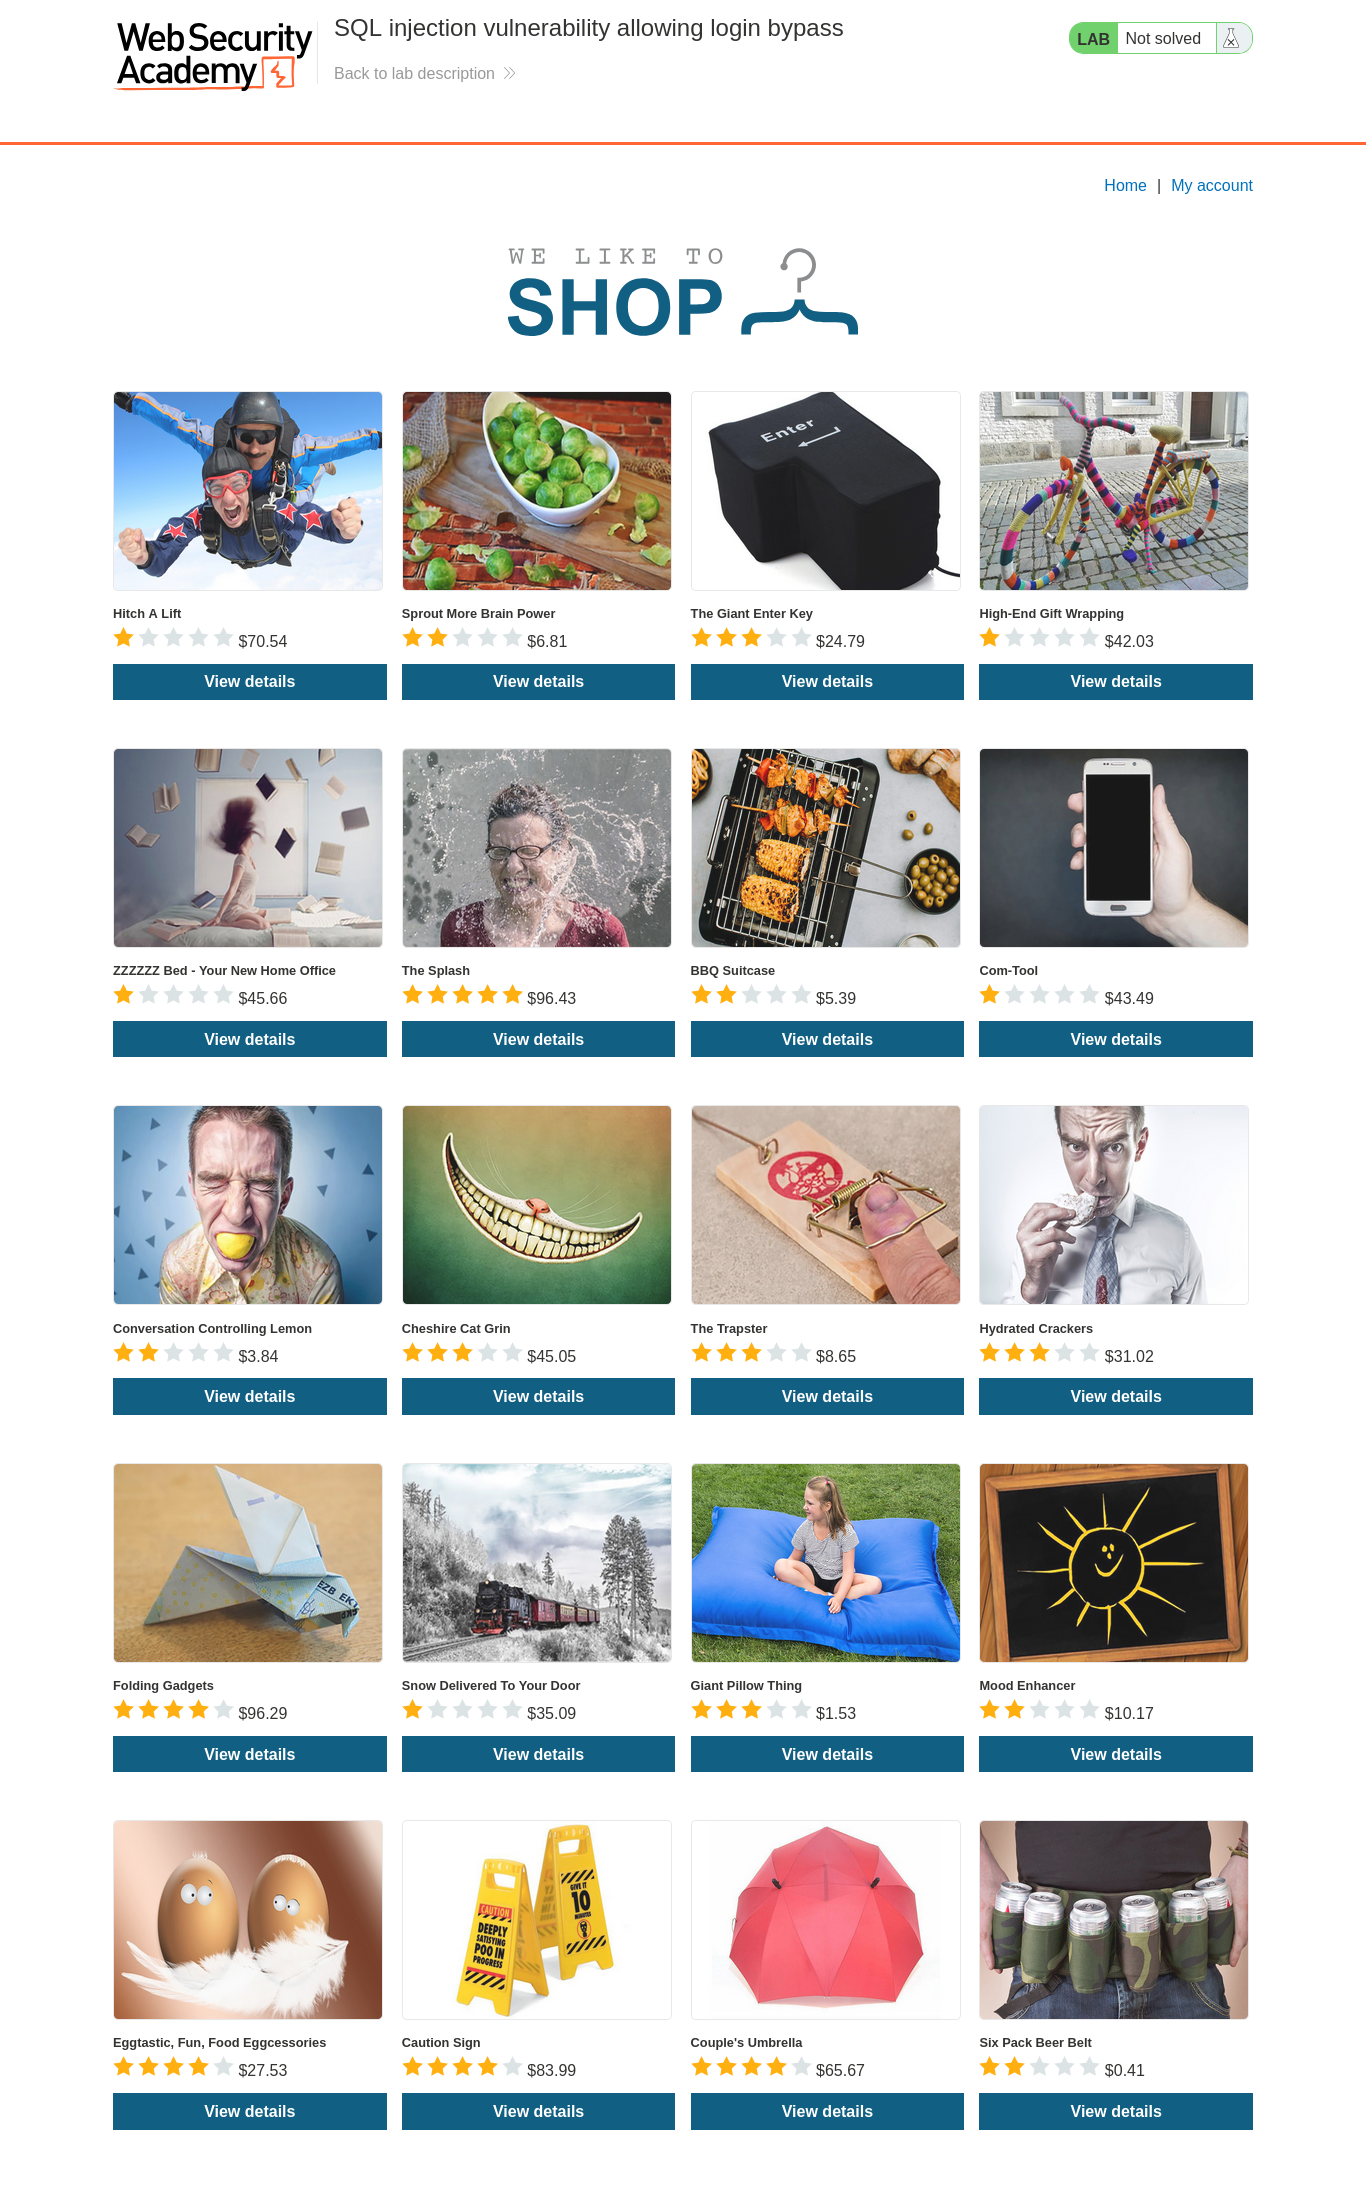 Web Security
Academy
SQL injection vulnerability allowing login bypass
Back to lab description
LAB Not solved
Home | My account
WE LIKE TO
SHOP
Enter
Hitch A Lift
$70.54
View details
Sprout More Brain Power
$6.81
View details
The Giant Enter Key
$24.79
View details
High-End Gift Wrapping
$42.03
View details
ZZZZZZ Bed - Your New Home Office
$45.66
View details
The Splash
$96.43
View details
BBQ Suitcase
$5.39
View details
Com-Tool
$43.49
View details
Conversation Controlling Lemon
$3.84
View details
Cheshire Cat Grin
$45.05
View details
The Trapster
$8.65
View details
Hydrated Crackers
$31.02
View details
EZB EK
Folding Gadgets
$96.29
View details
Snow Delivered To Your Door
$35.09
View details
Giant Pillow Thing
$1.53
View details
Mood Enhancer
$10.17
View details
Eggtastic, Fun, Food Eggcessories
$27.53
View details
CAUTION
DEEPLY
SATISFYING
POO IN
PROGRESS
GIVE IT
10
MINUTES
Caution Sign
$83.99
View details
Couple's Umbrella
$65.67
View details
Six Pack Beer Belt
$0.41
View details